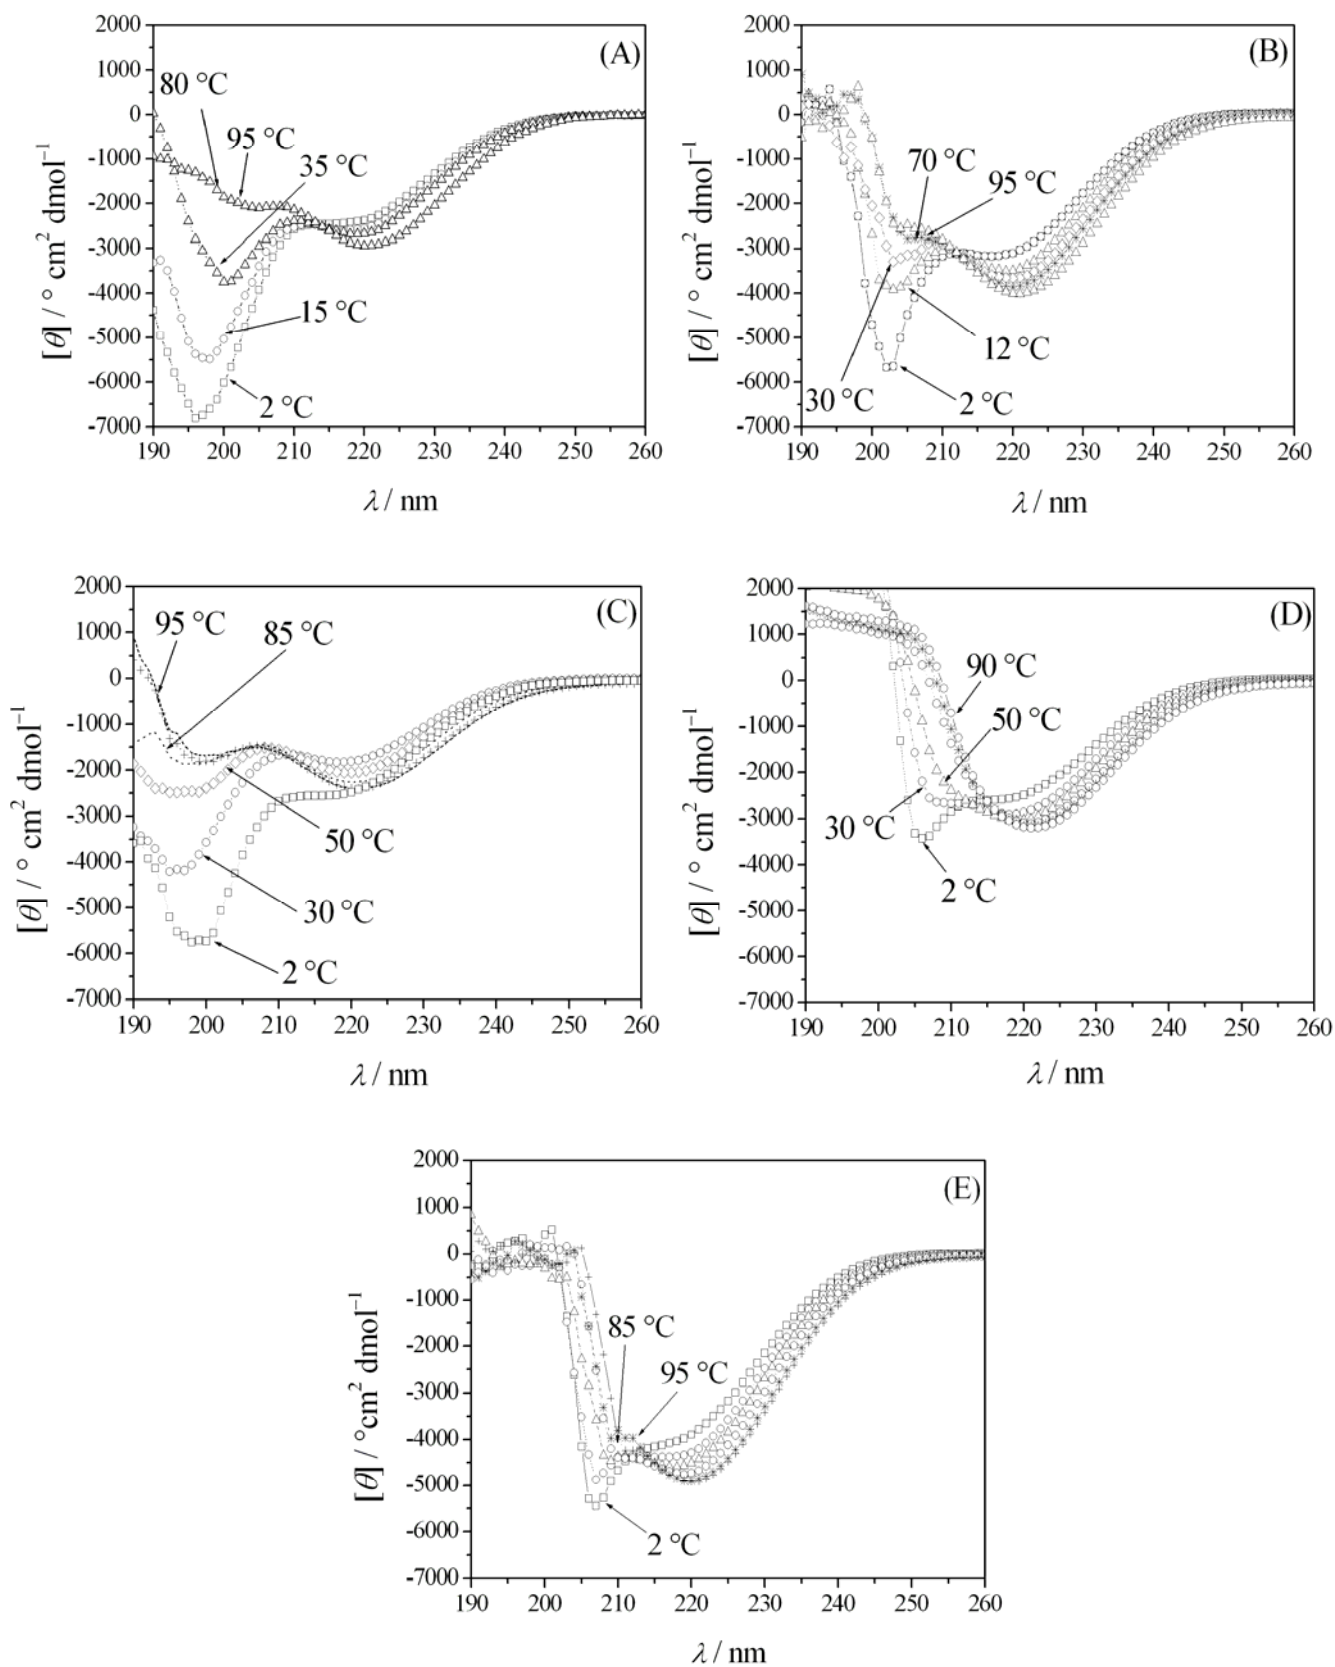 (A)
[θ] / ° cm² dmol⁻¹
2000
1000
0
-1000
-2000
-3000
-4000
-5000
-6000
-7000
80 °C
95 °C
35 °C
15 °C
2 °C
190 200 210 220 230 240 250 260
λ / nm
(B)
[θ] / ° cm² dmol⁻¹
2000
1000
0
-1000
-2000
-3000
-4000
-5000
-6000
-7000
70 °C
95 °C
12 °C
30 °C
2 °C
190 200 210 220 230 240 250 260
λ / nm
(C)
[θ] / ° cm² dmol⁻¹
2000
1000
0
-1000
-2000
-3000
-4000
-5000
-6000
-7000
95 °C
85 °C
50 °C
30 °C
2 °C
190 200 210 220 230 240 250 260
λ / nm
(D)
[θ] / ° cm² dmol⁻¹
2000
1000
0
-1000
-2000
-3000
-4000
-5000
-6000
-7000
90 °C
50 °C
30 °C
2 °C
190 200 210 220 230 240 250 260
λ / nm
(E)
[θ] / °cm² dmol⁻¹
2000
1000
0
-1000
-2000
-3000
-4000
-5000
-6000
-7000
85 °C
95 °C
2 °C
190 200 210 220 230 240 250 260
λ / nm